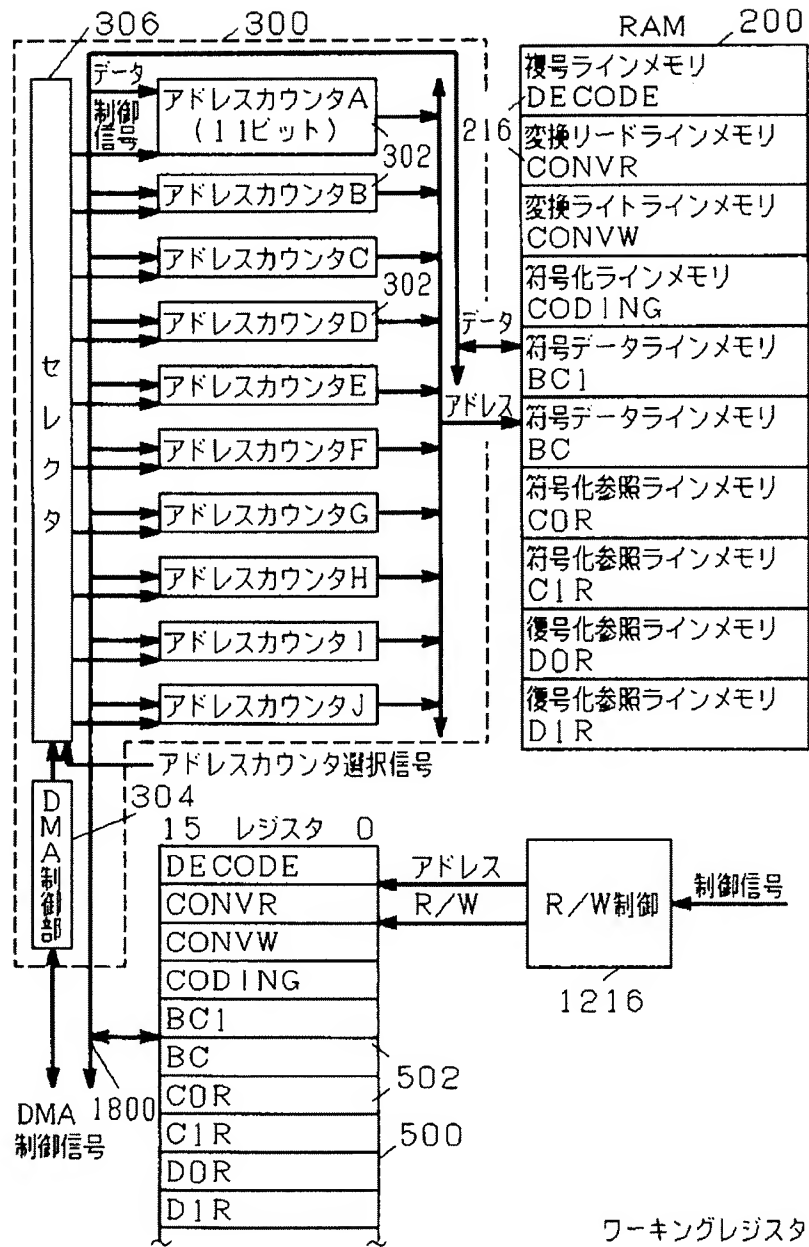 306
300
RAM
200
データ
制御
信号
アドレスカウンタA
(11ビット)
302
アドレスカウンタB
302
アドレスカウンタC
アドレスカウンタD
302
アドレスカウンタE
アドレスカウンタF
アドレスカウンタG
アドレスカウンタH
アドレスカウンタI
アドレスカウンタJ
セレクタ
データ
アドレス
216
復号ラインメモリ
DECODE
変換リードラインメモリ
CONVR
変換ライトラインメモリ
CONVW
符号化ラインメモリ
CODING
符号データラインメモリ
BC1
符号データラインメモリ
BC
符号化参照ラインメモリ
C0R
符号化参照ラインメモリ
C1R
復号化参照ラインメモリ
D0R
復号化参照ラインメモリ
D1R
アドレスカウンタ選択信号
DMA制御部
304
15 レジスタ 0
DECODE
CONVR
CONVW
CODING
BC1
BC
C0R
C1R
D0R
D1R
アドレス
R/W
R/W制御
制御信号
1216
502
500
1800
DMA
制御信号
ワーキングレジスタ